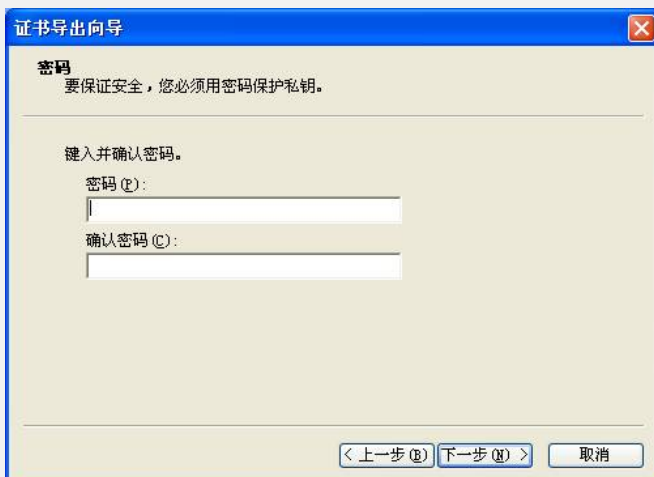 证书导出向导
密码
要保证安全，您必须用密码保护私钥。
键入并确认密码。
密码(P):
确认密码(C):
< 上一步(B) 下一步(N) > 取消